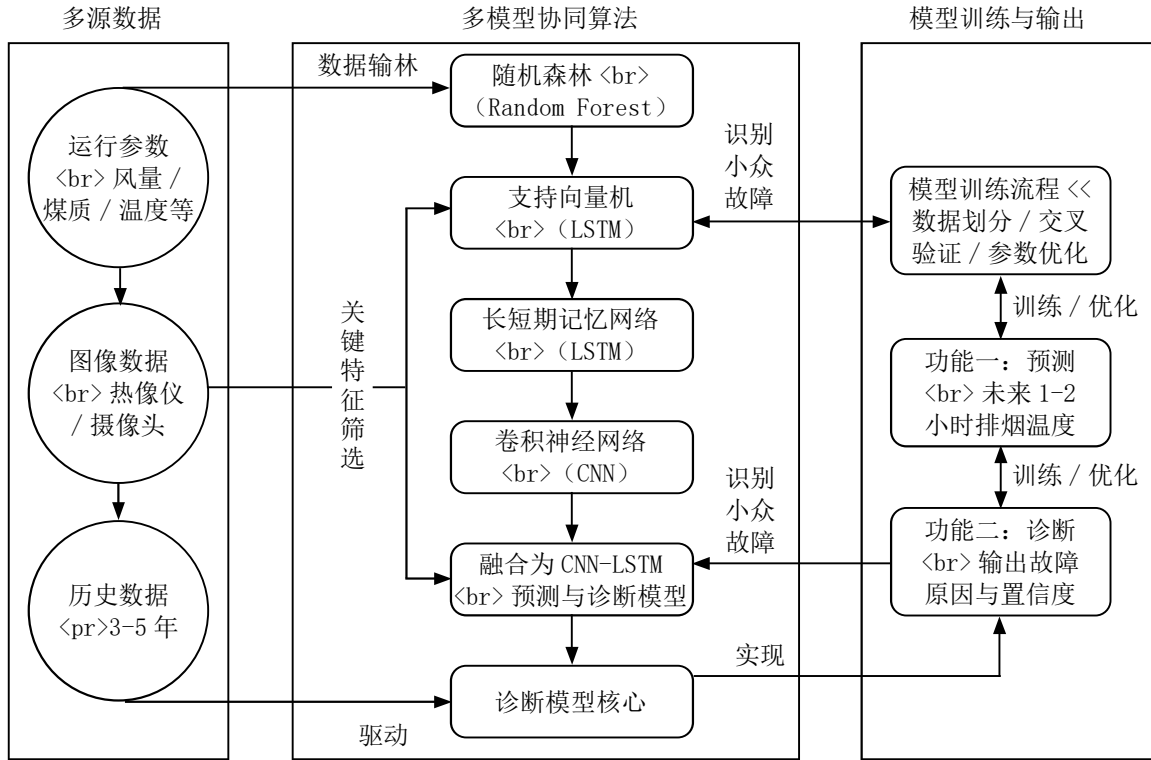 多源数据
多模型协同算法
模型训练与输出
运行参数
<br> 风量 /
煤质 / 温度等
图像数据
<br> 热像仪
/ 摄像头
历史数据
<pr>3-5 年
数据输林
关
键
特
征
筛
选
驱动
随机森林 <br>
（Random Forest）
支持向量机
<br>（LSTM）
长短期记忆网络
<br>（LSTM）
卷积神经网络
<br>（CNN）
融合为 CNN-LSTM
<br> 预测与诊断模型
诊断模型核心
识别
小众
故障
识别
小众
故障
实现
模型训练流程 <<
数据划分 / 交叉
验证 / 参数优化
训练 / 优化
功能一：预测
<br> 未来 1-2
小时排烟温度
训练 / 优化
功能二：诊断
<br> 输出故障
原因与置信度